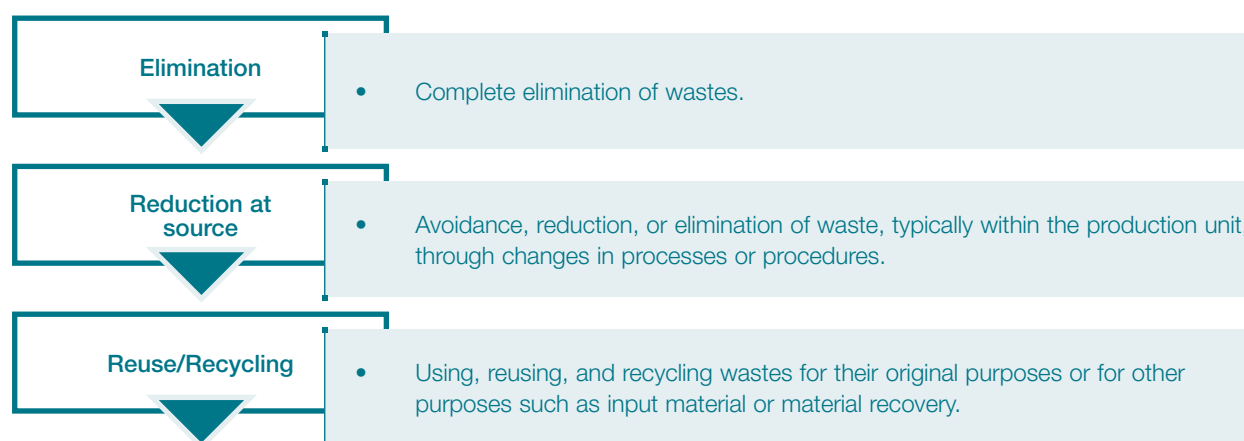 Elimination
• Complete elimination of wastes.
Reduction at
source
• Avoidance, reduction, or elimination of waste, typically within the production unit
through changes in processes or procedures.
Reuse/Recycling
• Using, reusing, and recycling wastes for their original purposes or for other
purposes such as input material or material recovery.